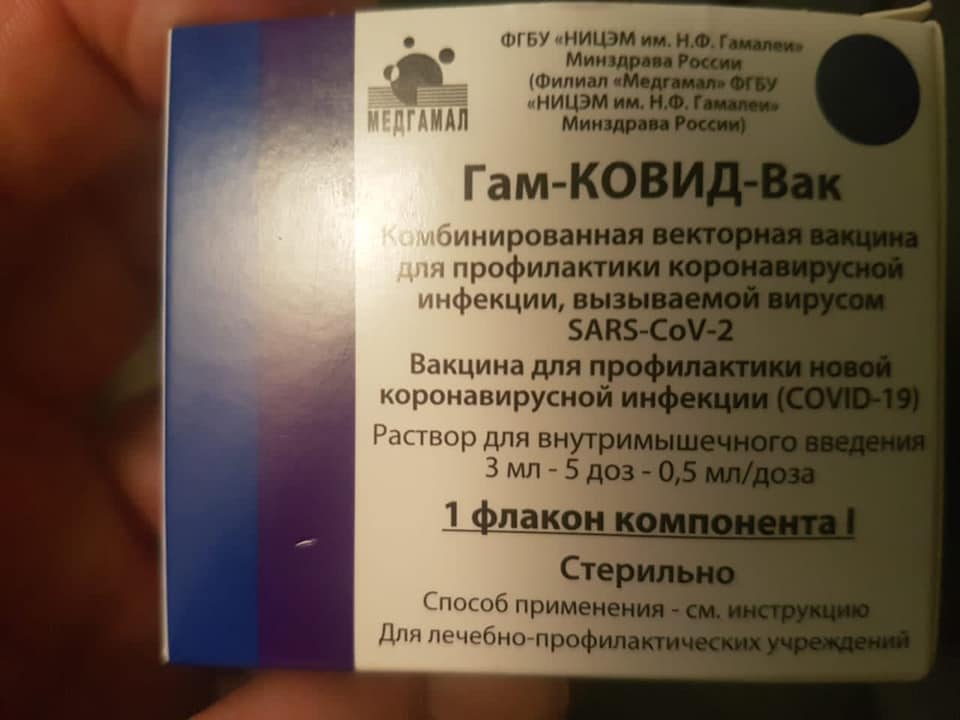 МЕДГАМАЛ
ФГБУ «НИЦЭМ им. Н.Ф. Гамалеи»
Минздрава России
(Филиал «Медгамал» ФГБУ
«НИЦЭМ им. Н.Ф. Гамалеи»
Минздрава России)
Гам-КОВИД-Вак
Комбинированная векторная вакцина
для профилактики коронавирусной
инфекции, вызываемой вирусом
SARS-CoV-2
Вакцина для профилактики новой
коронавирусной инфекции (COVID-19)
Раствор для внутримышечного введения
3 мл - 5 доз - 0,5 мл/доза
1 флакон компонента I
Стерильно
Способ применения - см. инструкцию
Для лечебно-профилактических учреждений